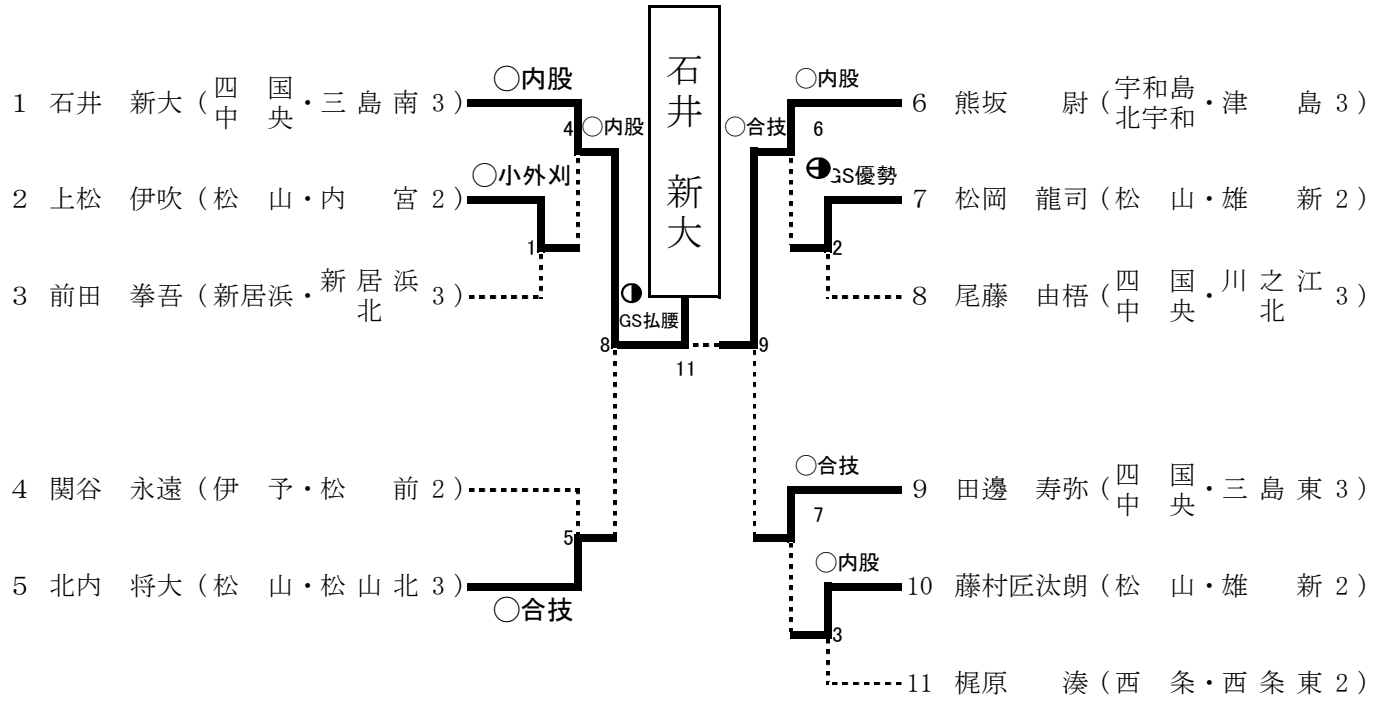 石井 新大
1 石井 新大 (四国中央・三島南 3)
○内股
4
○内股
2 上松 伊吹 (松山・内宮 2)
○小外刈
1
3 前田 拳吾 (新居浜・新居浜北 3)
◑
GS払腰
8
11
4 関谷 永遠 (伊予・松前 2)
5
5 北内 将大 (松山・松山北 3)
○合技
○内股
6 熊坂 尉 (宇和島北宇和・津島 3)
○合技
6
GS優勢
7 松岡 龍司 (松山・雄新 2)
2
8 尾藤 由梧 (四国中央・川之江北 3)
9
○合技
9 田邊 寿弥 (四国中央・三島東 3)
7
○内股
10 藤村匠汰朗 (松山・雄新 2)
3
11 梶原 湊 (西条・西条東 2)